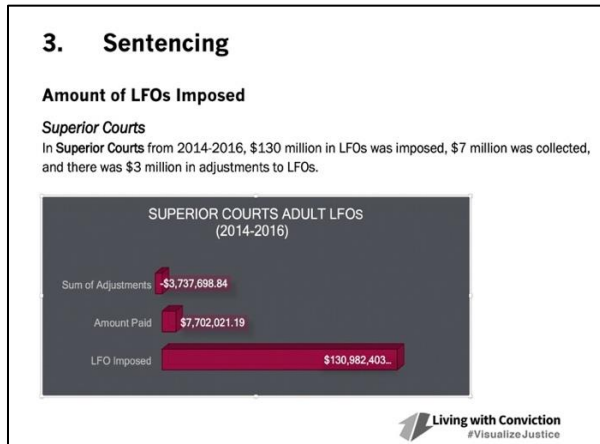 3. Sentencing
Amount of LFOs Imposed
Superior Courts
In Superior Courts from 2014-2016, $130 million in LFOs was imposed, $7 million was collected,
and there was $3 million in adjustments to LFOs.
SUPERIOR COURTS ADULT LFOs
(2014-2016)
Sum of Adjustments -$3,737,698.84
Amount Paid $7,702,021.19
LFO Imposed $130,982,403...
Living with Conviction
#VisualizeJustice